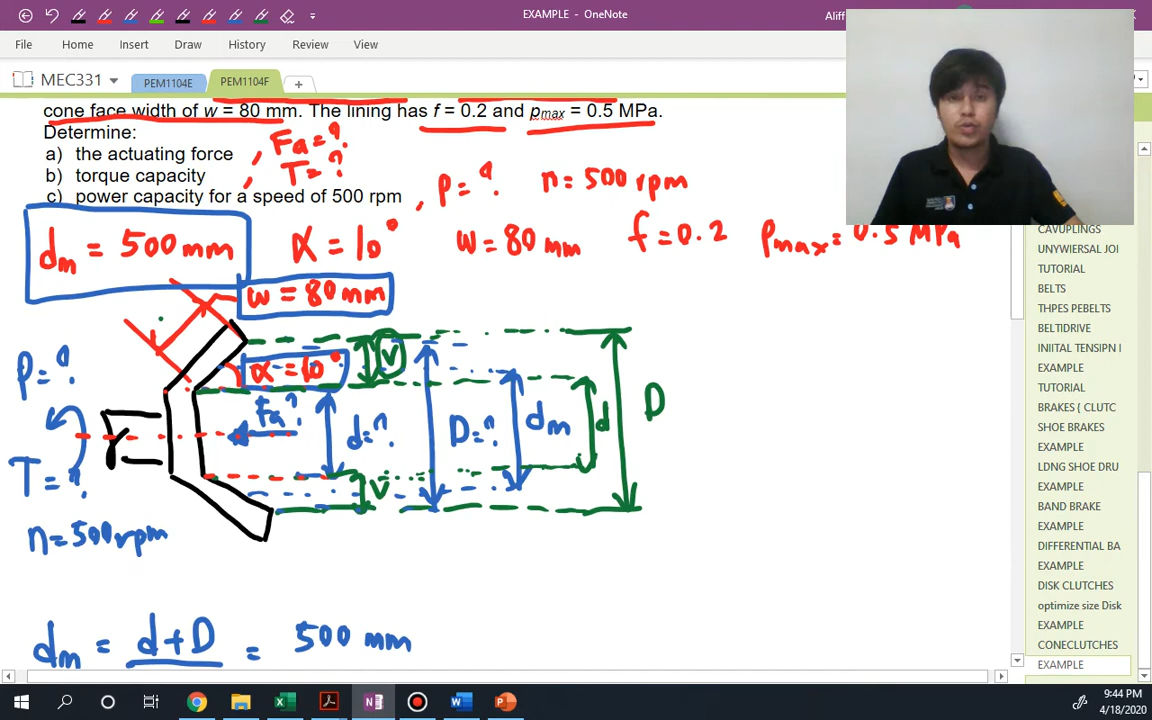 EXAMPLE - OneNote
Aliff
File Home Insert Draw History Review View
MEC331 PEM1104E PEM1104F
cone face width of w = 80 mm. The lining has f = 0.2 and pmax = 0.5 MPa.
Determine:
a) the actuating force
b) torque capacity
c) power capacity for a speed of 500 rpm
, Fa = ?
, T = ?
, P = ? n = 500 rpm
dm = 500 mm α = 10° w = 80 mm f = 0.2 Pmax = 0.5 MPa
w = 80 mm
α = 10°
V
P = ?
Fa?
d = ?
D = ?
dm
d
D
V
T = ?
n = 500 rpm
dm = d + D = 500 mm
CAVUPLINGS
UNYWIERSAL JOI
TUTORIAL
BELTS
THPES PEBELTS
BELTIDRIVE
INIITAL TENSIPN I
EXAMPLE
TUTORIAL
BRAKES ( CLUTC
SHOE BRAKES
EXAMPLE
LDNG SHOE DRU
EXAMPLE
BAND BRAKE
EXAMPLE
DIFFERENTIAL BA
EXAMPLE
DISK CLUTCHES
optimize size Disk
EXAMPLE
CONECLUTCHES
EXAMPLE
9:44 PM
4/18/2020